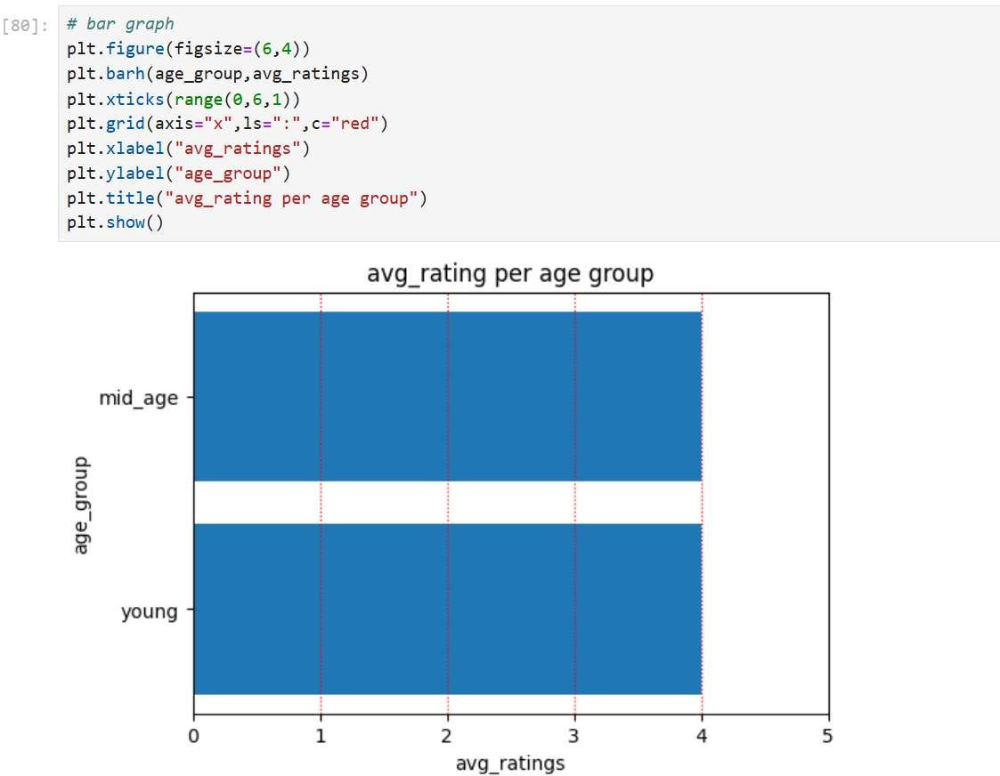 [80]:
# bar graph
plt.figure(figsize=(6,4))
plt.barh(age_group,avg_ratings)
plt.xticks(range(0,6,1))
plt.grid(axis="x",ls=":",c="red")
plt.xlabel("avg_ratings")
plt.ylabel("age_group")
plt.title("avg_rating per age group")
plt.show()
avg_rating per age group
mid_age
age_group
young
0 1 2 3 4 5
avg_ratings